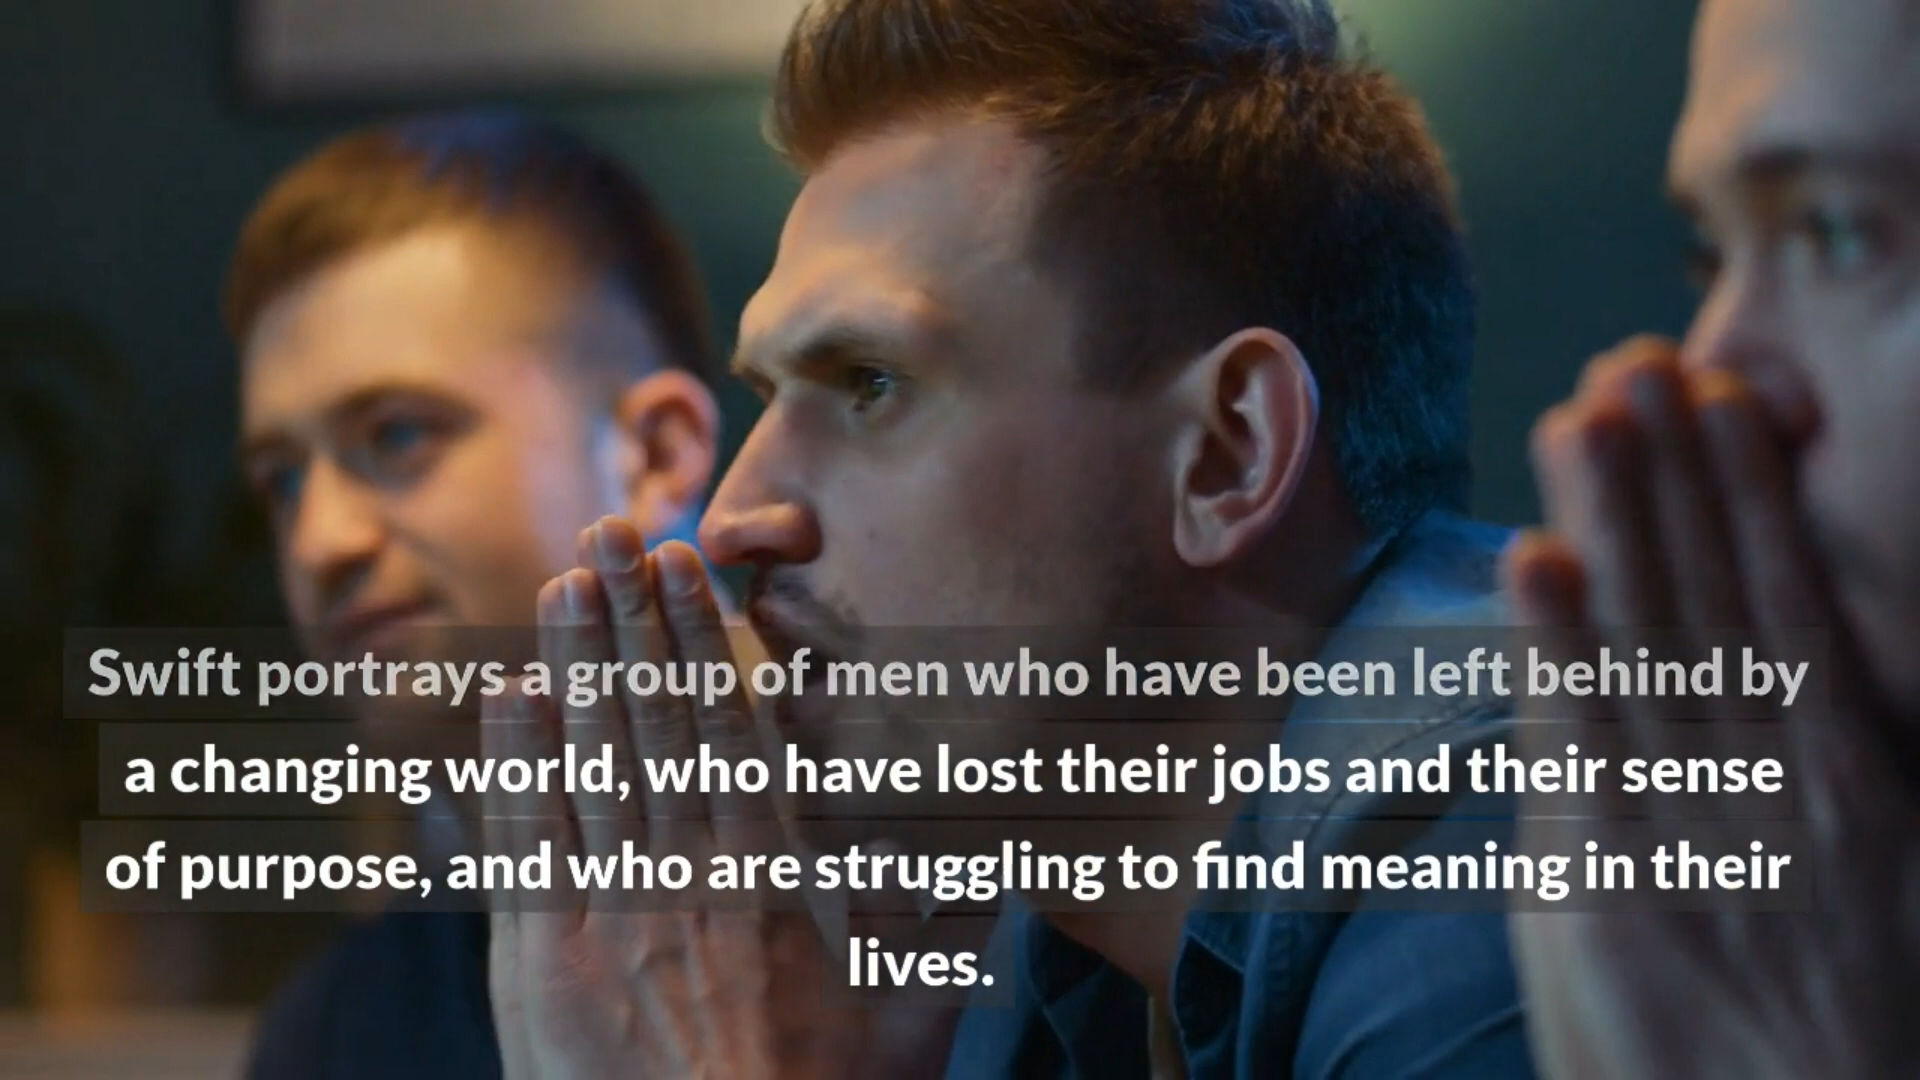 Swift portrays a group of men who have been left behind by
a changing world, who have lost their jobs and their sense
of purpose, and who are struggling to find meaning in their
lives.